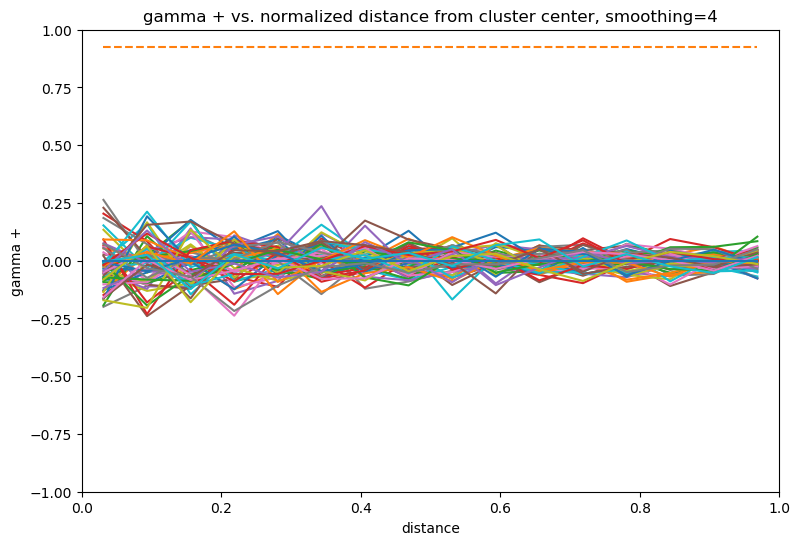 gamma + vs. normalized distance from cluster center, smoothing=4
1.00
0.75
0.50
0.25
0.00
−0.25
−0.50
−0.75
−1.00
gamma +
0.0 0.2 0.4 0.6 0.8 1.0
distance